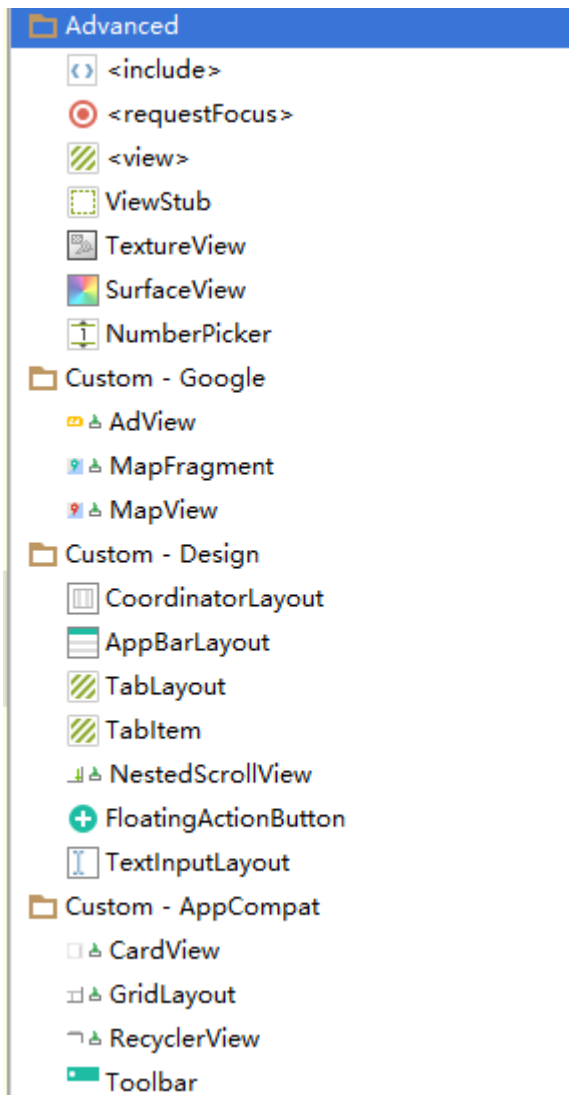 Advanced
<include>
<requestFocus>
<view>
ViewStub
TextureView
SurfaceView
NumberPicker
Custom - Google
AdView
MapFragment
MapView
Custom - Design
CoordinatorLayout
AppBarLayout
TabLayout
TabItem
NestedScrollView
FloatingActionButton
TextInputLayout
Custom - AppCompat
CardView
GridLayout
RecyclerView
Toolbar